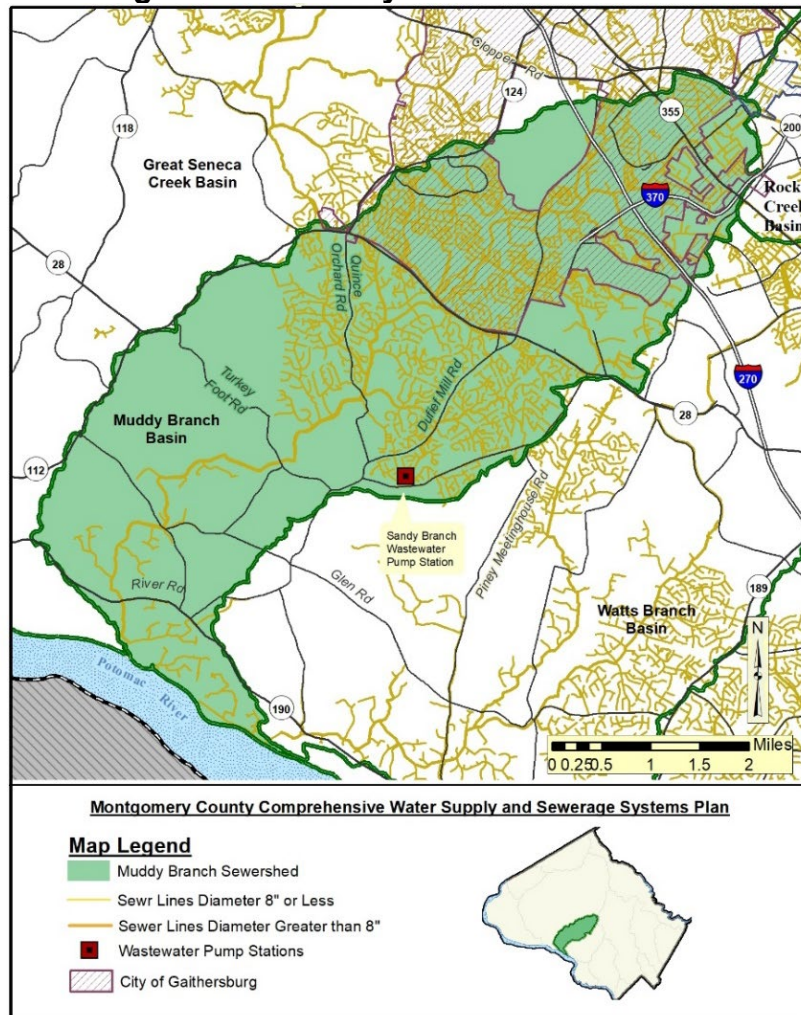 Clopper Rd
124
355
200
118
Great Seneca
Creek Basin
370
Rock
Creek
Basin
28
Quince
Orchard Rd
Turkey
Foot Rd
Dufief Mill Rd
270
Muddy Branch
Basin
28
112
Sandy Branch
Wastewater
Pump Station
Piney Meetinghouse Rd
River Rd
Glen Rd
189
Watts Branch
Basin
N
Potomac River
190
Miles
0 0.25 0.5 1 1.5 2
Montgomery County Comprehensive Water Supply and Sewerage Systems Plan
Map Legend
Muddy Branch Sewershed
Sewr Lines Diameter 8" or Less
Sewer Lines Diameter Greater than 8"
Wastewater Pump Stations
City of Gaithersburg